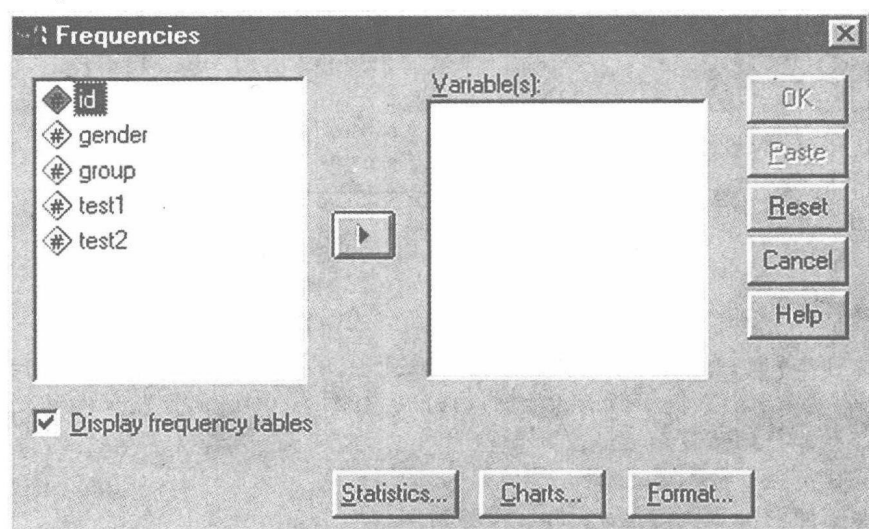 Frequencies
id
gender
group
test1
test2
Variable(s):
OK
Paste
Reset
Cancel
Help
Display frequency tables
Statistics...
Charts...
Format...